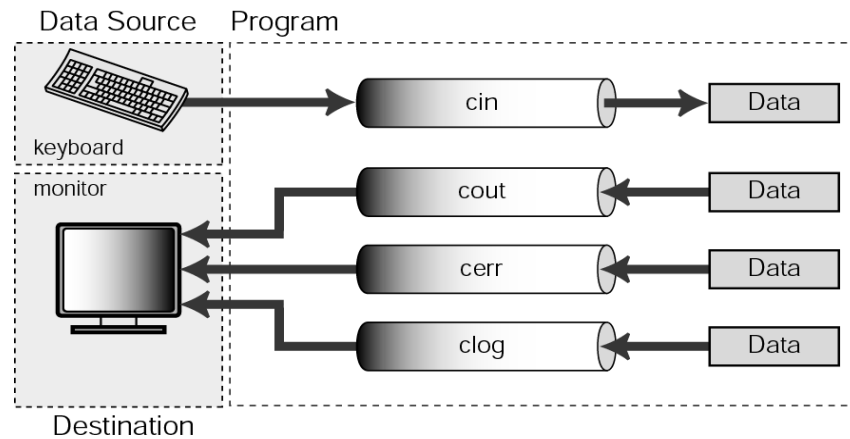 Data Source Program
cin Data
keyboard
monitor
cout Data
cerr Data
clog Data
Destination